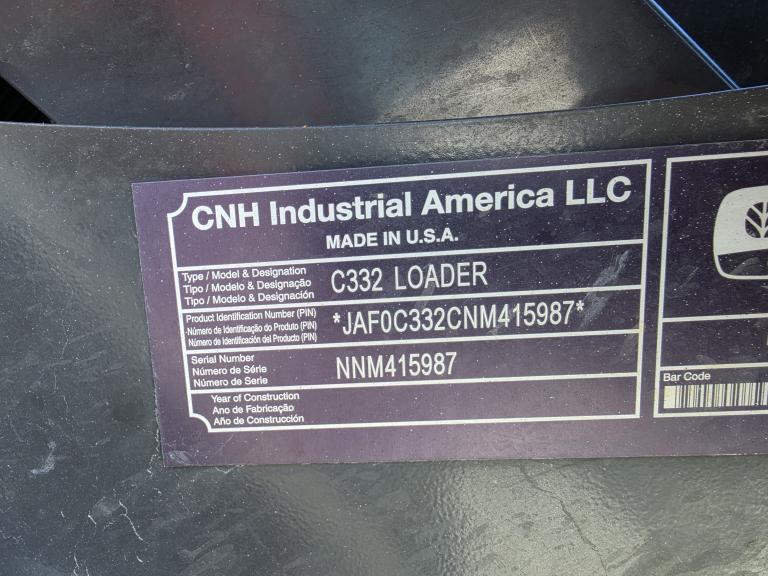 CNH Industrial America LLC
MADE IN U.S.A.
Type / Model & Designation
Tipo / Modelo & Designação
Tipo / Modelo & Designación
C332 LOADER
Product Identification Number (PIN)
Número de Identificação do Produto (PIN)
Número de Identificación del Producto (PIN)
*JAF0C332CNM415987*
Serial Number
Número de Série
Número de Serie
NNM415987
Year of Construction
Ano de Fabricação
Año de Construcción
Bar Code